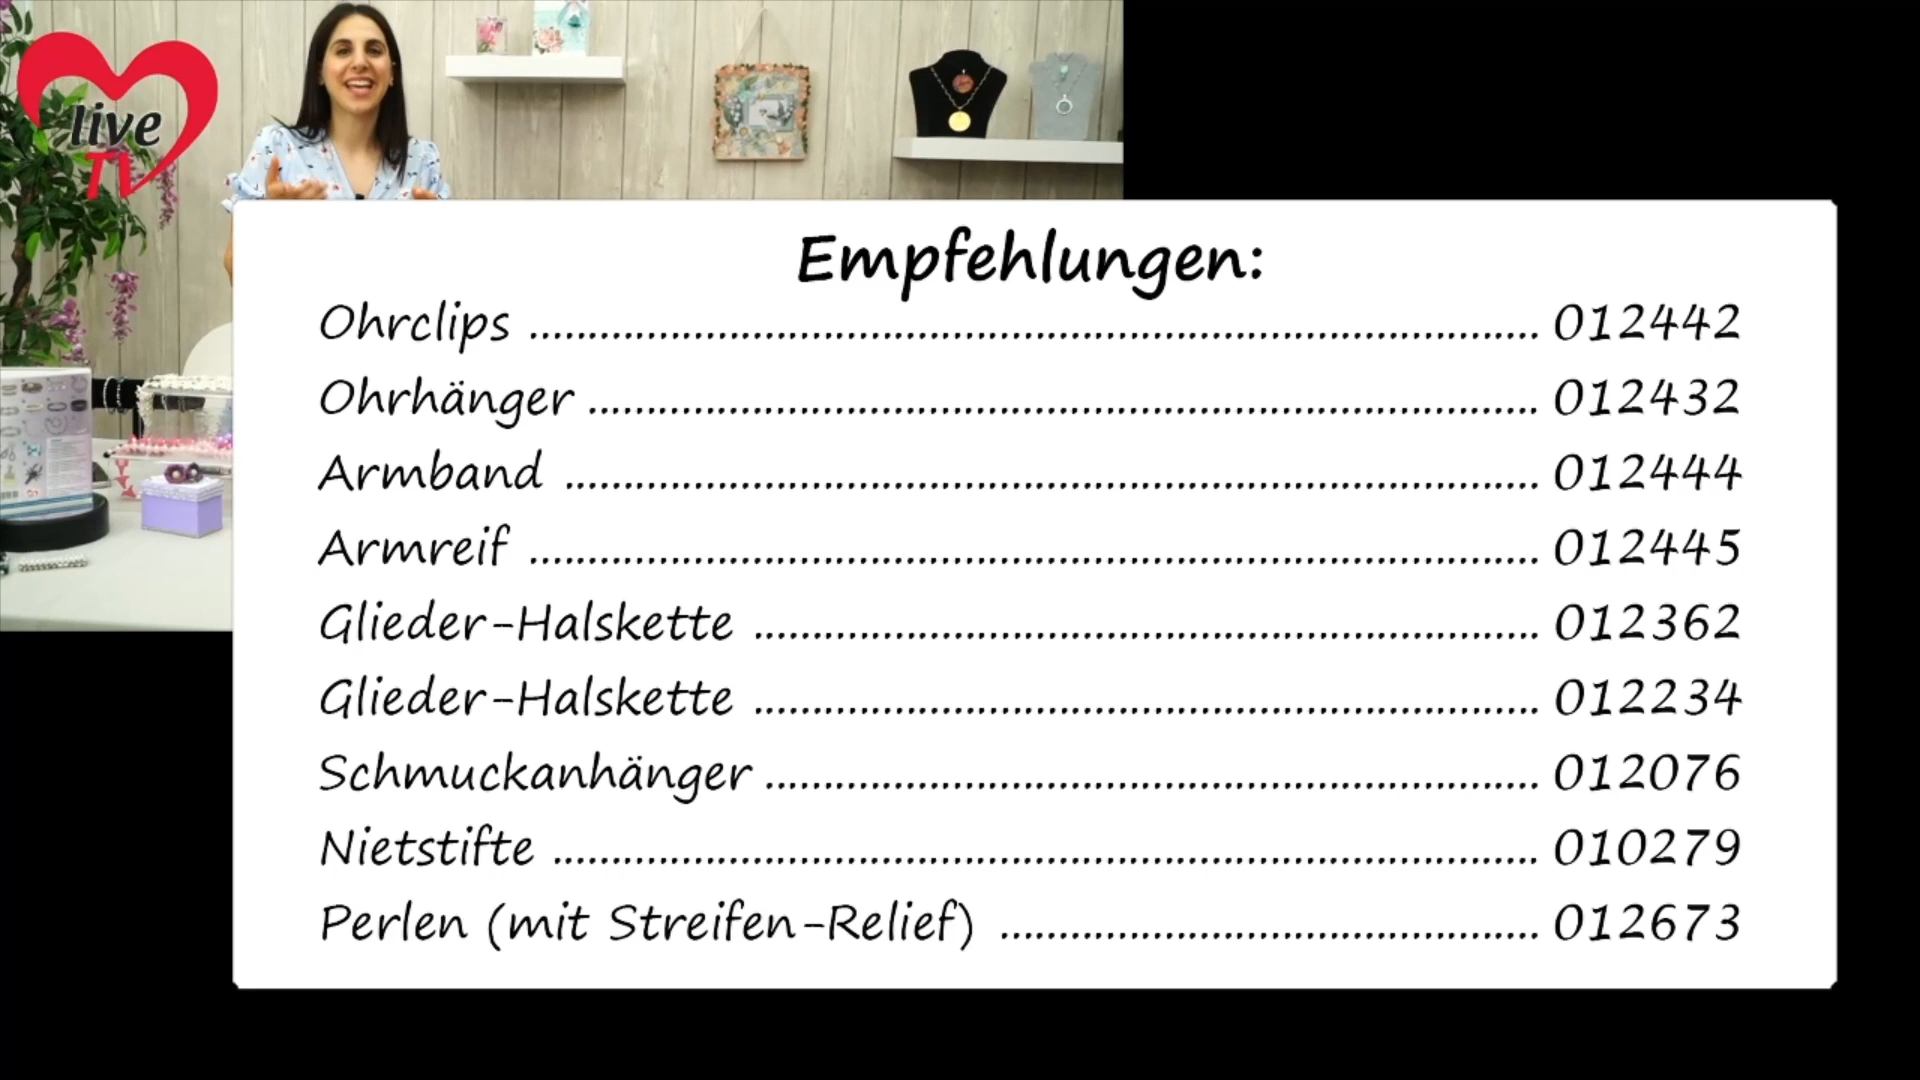 live
TV
Empfehlungen:
Ohrclips ........................................................................................ 012442
Ohrhänger ................................................................................... 012432
Armband ..................................................................................... 012444
Armreif ........................................................................................ 012445
Glieder-Halskette .................................................................... 012362
Glieder-Halskette .................................................................... 012234
Schmuckanhänger ................................................................... 012076
Nietstifte ...................................................................................... 010279
Perlen (mit Streifen-Relief) ............................................... 012673